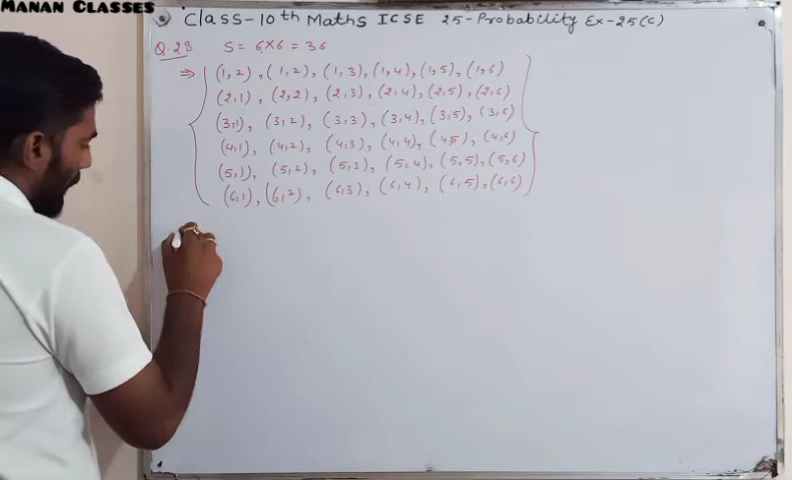 MANAN CLASSES
Class-10th Maths ICSE 25-Probability Ex-25(C)
Q.28 S = 6x6 = 36
⇒ { (1,2), (1,2), (1,3), (1,4), (1,5), (1,6)
(2,1), (2,2), (2,3), (2,4), (2,5), (2,6)
(3,1), (3,2), (3,3), (3,4), (3,5), (3,6)
(4,1), (4,2), (4,3), (4,4), (4,5), (4,6)
(5,1), (5,2), (5,3), (5,4), (5,5), (5,6)
(6,1), (6,2), (6,3), (6,4), (6,5), (6,6) }